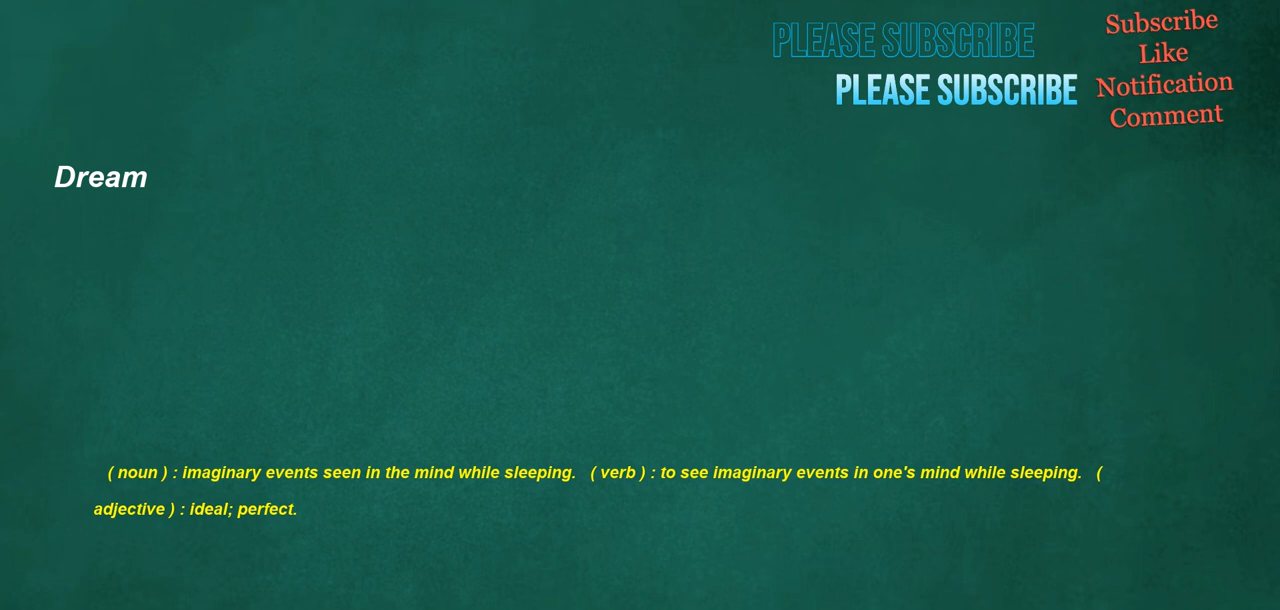 PLEASE SUBSCRIBE
PLEASE SUBSCRIBE
Subscribe
Like
Notification
Comment
Dream
( noun ) : imaginary events seen in the mind while sleeping. ( verb ) : to see imaginary events in one's mind while sleeping. (
adjective ) : ideal; perfect.